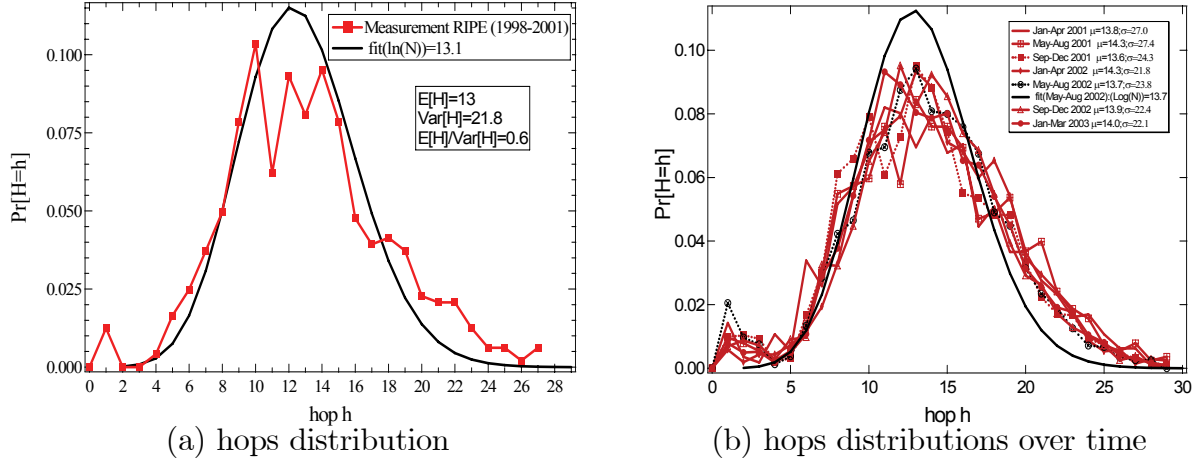 Measurement RIPE (1998-2001)
fit(ln(N))=13.1
E[H]=13
Var[H]=21.8
E[H]/Var[H]=0.6
Pr[H=h]
0.100
0.075
0.050
0.025
0.000
0 2 4 6 8 10 12 14 16 18 20 22 24 26 28
hop h
(a) hops distribution
Jan-Apr 2001 μ=13.8;σ=27.0
May-Aug 2001 μ=14.3;σ=27.4
Sep-Dec 2001 μ=13.6;σ=24.3
Jan-Apr 2002 μ=14.3;σ=21.8
May-Aug 2002 μ=13.7;σ=23.8
fit(May-Aug 2002):(Log(N))=13.7
Sep-Dec 2002 μ=13.9;σ=22.4
Jan-Mar 2003 μ=14.0;σ=22.1
Pr[H=h]
0.10
0.08
0.06
0.04
0.02
0.00
0 5 10 15 20 25 30
hop h
(b) hops distributions over time